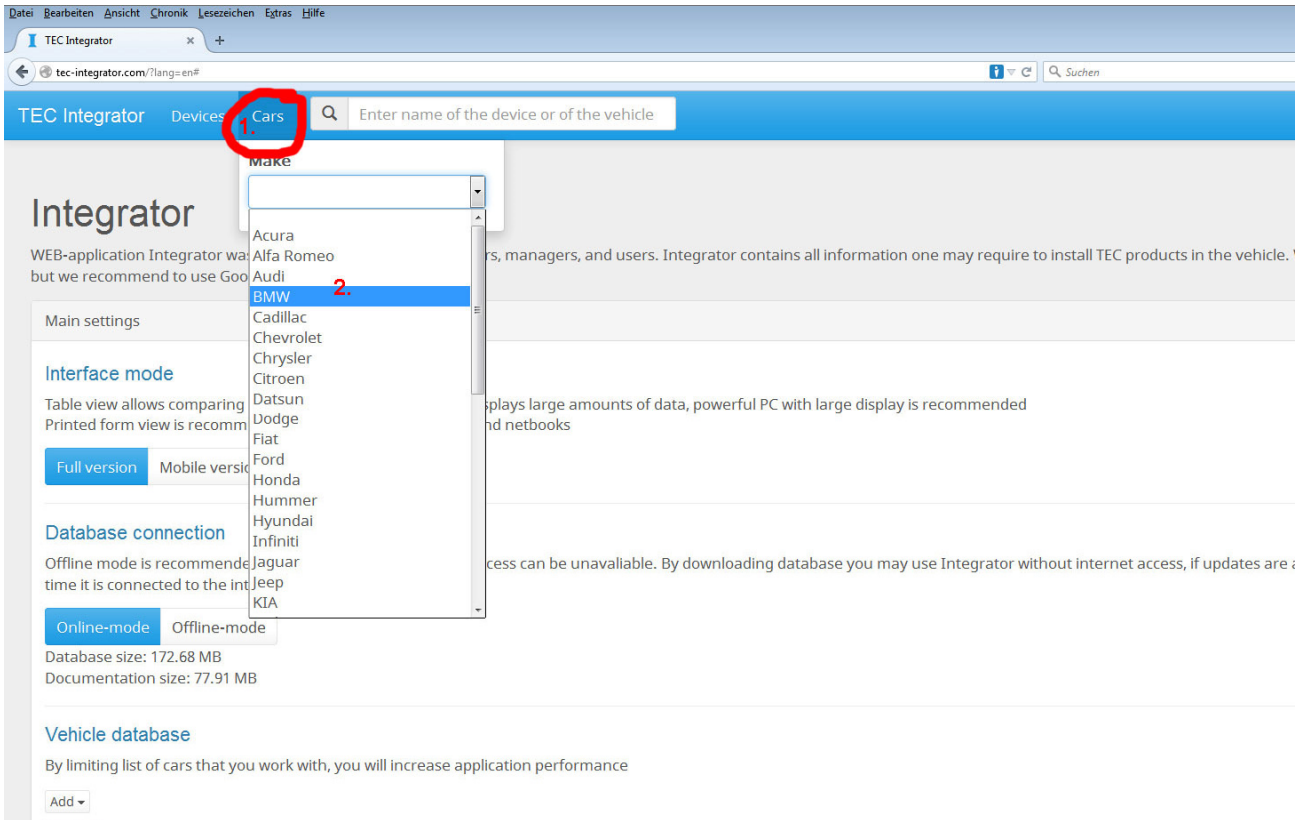 Datei Bearbeiten Ansicht Chronik Lesezeichen Extras Hilfe
TEC Integrator × +
tec-integrator.com/?lang=en# Suchen
TEC Integrator Devices Cars Enter name of the device or of the vehicle
1.
Make
Integrator
WEB-application Integrator was rs, managers, and users. Integrator contains all information one may require to install TEC products in the vehicle.
but we recommend to use Goo
Acura
Alfa Romeo
Audi
BMW
2.
Cadillac
Chevrolet
Chrysler
Citroen
Datsun
Dodge
Fiat
Ford
Honda
Hummer
Hyundai
Infiniti
Jaguar
Jeep
KIA
Main settings
Interface mode
Table view allows comparing splays large amounts of data, powerful PC with large display is recommended
Printed form view is recomm nd netbooks
Full version Mobile versio
Database connection
Offline mode is recommende cess can be unavaliable. By downloading database you may use Integrator without internet access, if updates are a
time it is connected to the int
Online-mode Offline-mode
Database size: 172.68 MB
Documentation size: 77.91 MB
Vehicle database
By limiting list of cars that you work with, you will increase application performance
Add